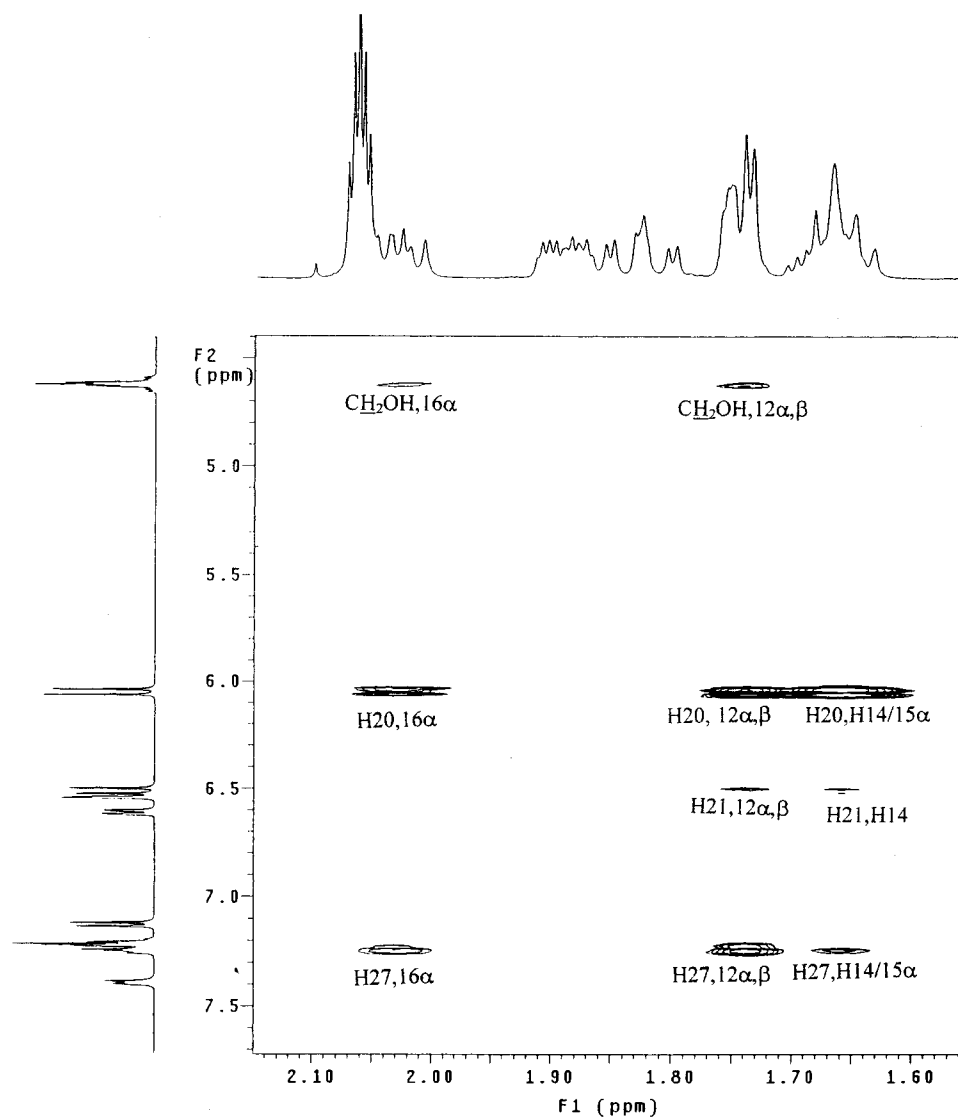 F2
(ppm)
CH₂OH,16α
CH₂OH,12α,β
5.0
5.5
6.0
H20,16α
H20, 12α,β
H20,H14/15α
6.5
H21,12α,β
H21,H14
7.0
H27,16α
H27,12α,β
H27,H14/15α
7.5
2.10
2.00
1.90
1.80
1.70
1.60
F1 (ppm)